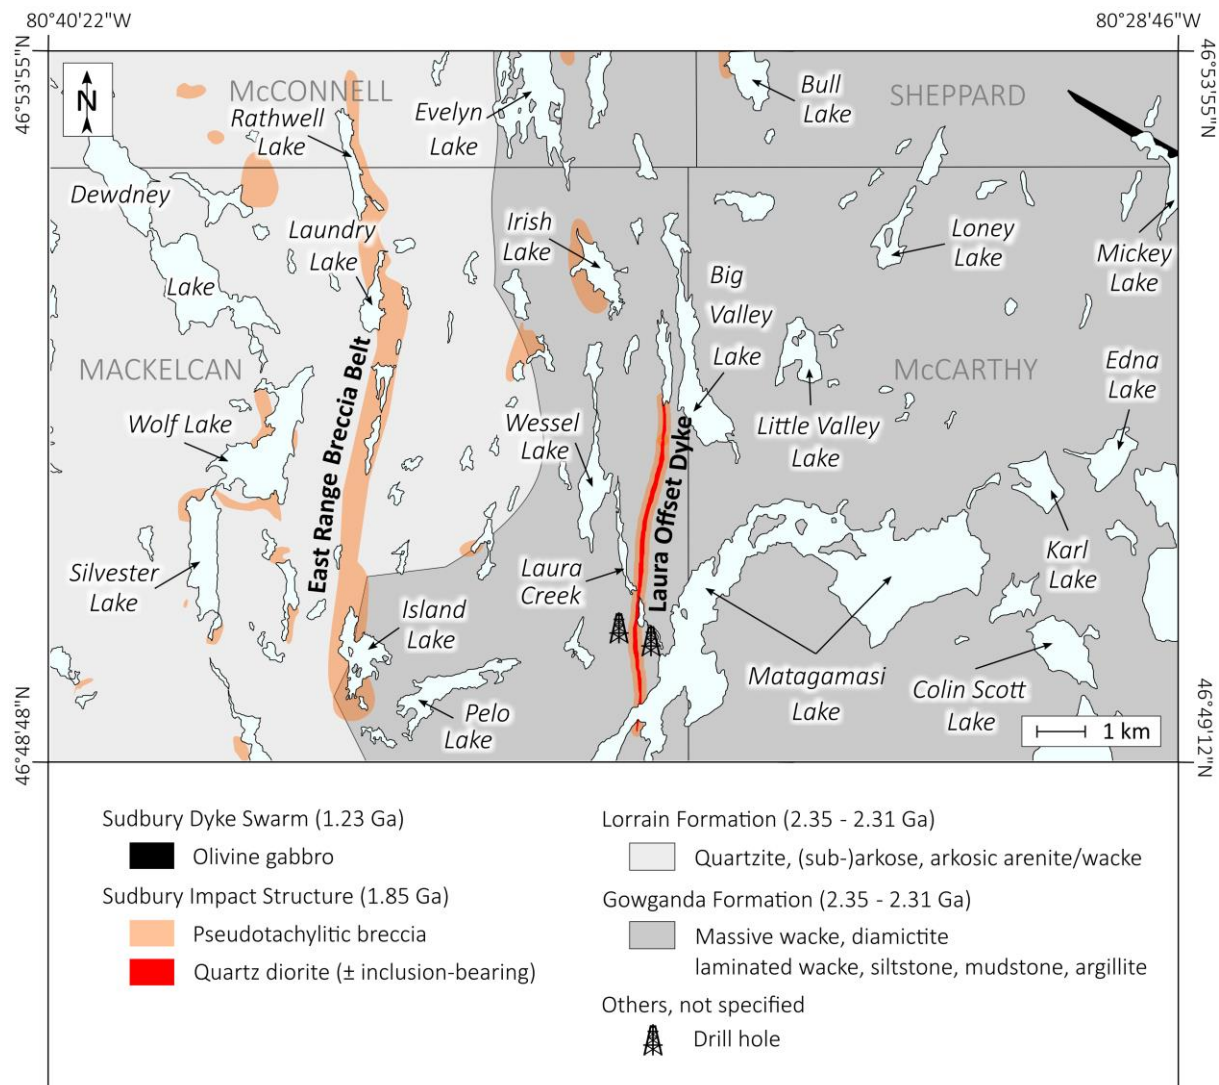 80°40'22"W
80°28'46"W
46°53'55"N
46°53'55"N
N
McCONNELL
Rathwell
Lake
Evelyn
Lake
Bull
Lake
SHEPPARD
Dewdney
Lake
Laundry
Lake
Irish
Lake
Big
Valley
Lake
Loney
Lake
Mickey
Lake
MACKELCAN
McCARTHY
Edna
Lake
Wolf Lake
East Range Breccia Belt
Wessel
Lake
Laura Offset Dyke
Little Valley
Lake
Silvester
Lake
Laura
Creek
Karl
Lake
Island
Lake
Pelo
Lake
Matagamasi
Lake
Colin Scott
Lake
1 km
46°48'48"N
46°49'12"N
Sudbury Dyke Swarm (1.23 Ga)
Olivine gabbro
Sudbury Impact Structure (1.85 Ga)
Pseudotachylitic breccia
Quartz diorite (± inclusion-bearing)
Lorrain Formation (2.35 - 2.31 Ga)
Quartzite, (sub-)arkose, arkosic arenite/wacke
Gowganda Formation (2.35 - 2.31 Ga)
Massive wacke, diamictite
laminated wacke, siltstone, mudstone, argillite
Others, not specified
Drill hole